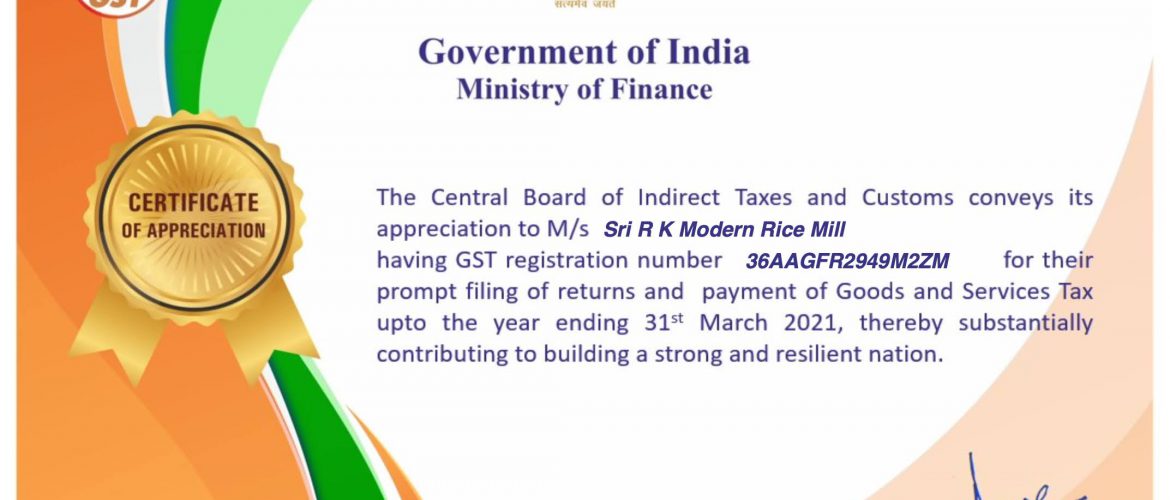 GST
सत्यमेव जयते
Government of India
Ministry of Finance
CERTIFICATE
OF APPRECIATION
The Central Board of Indirect Taxes and Customs conveys its
appreciation to M/s Sri R K Modern Rice Mill
having GST registration number 36AAGFR2949M2ZM for their
prompt filing of returns and payment of Goods and Services Tax
upto the year ending 31st March 2021, thereby substantially
contributing to building a strong and resilient nation.